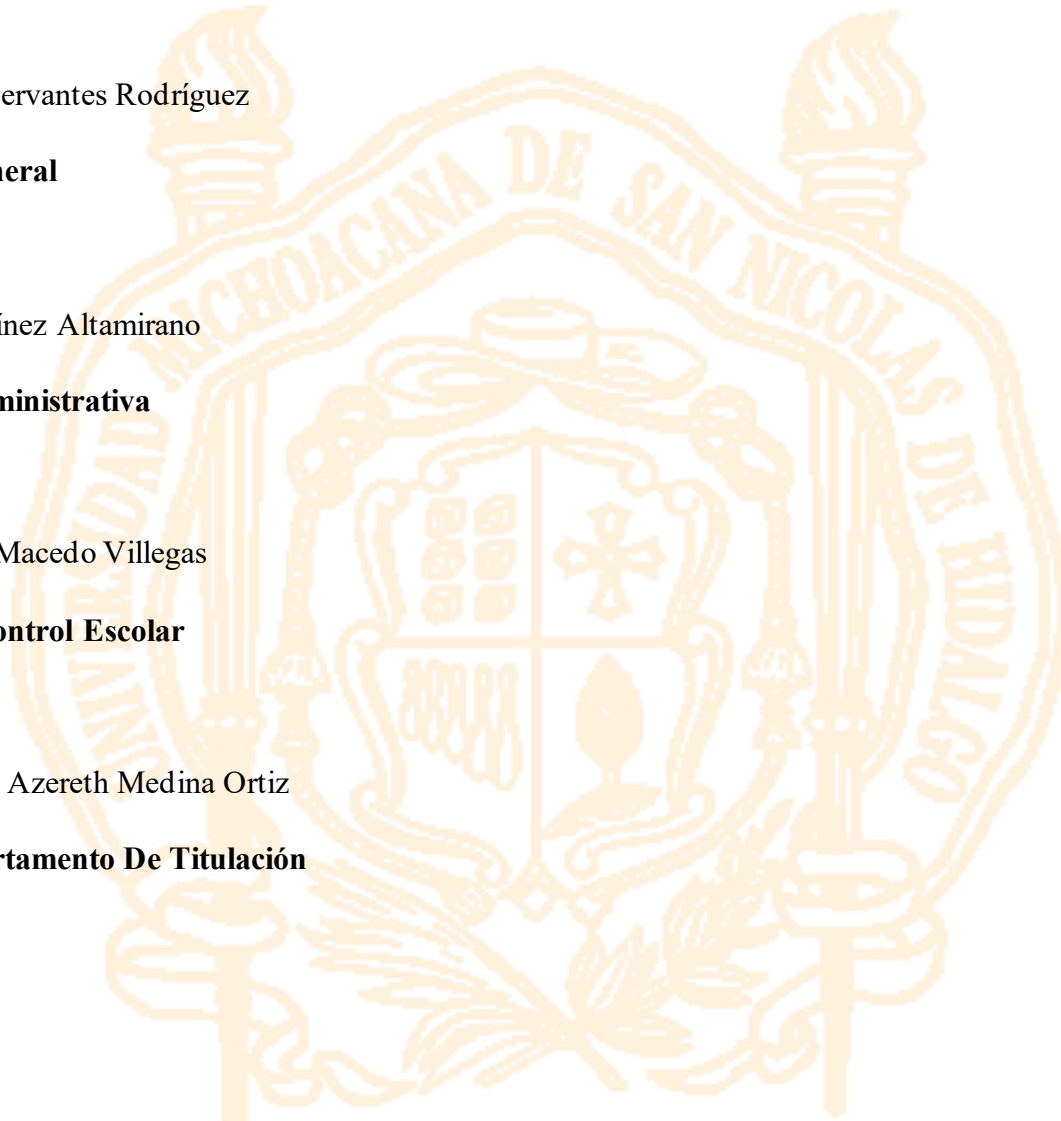 ervantes Rodríguez
neral
ínez Altamirano
ministrativa
Macedo Villegas
ontrol Escolar
Azereth Medina Ortiz
rtamento De Titulación
UNIVERSIDAD MICHOACANA DE SAN NICOLAS DE HIDALGO